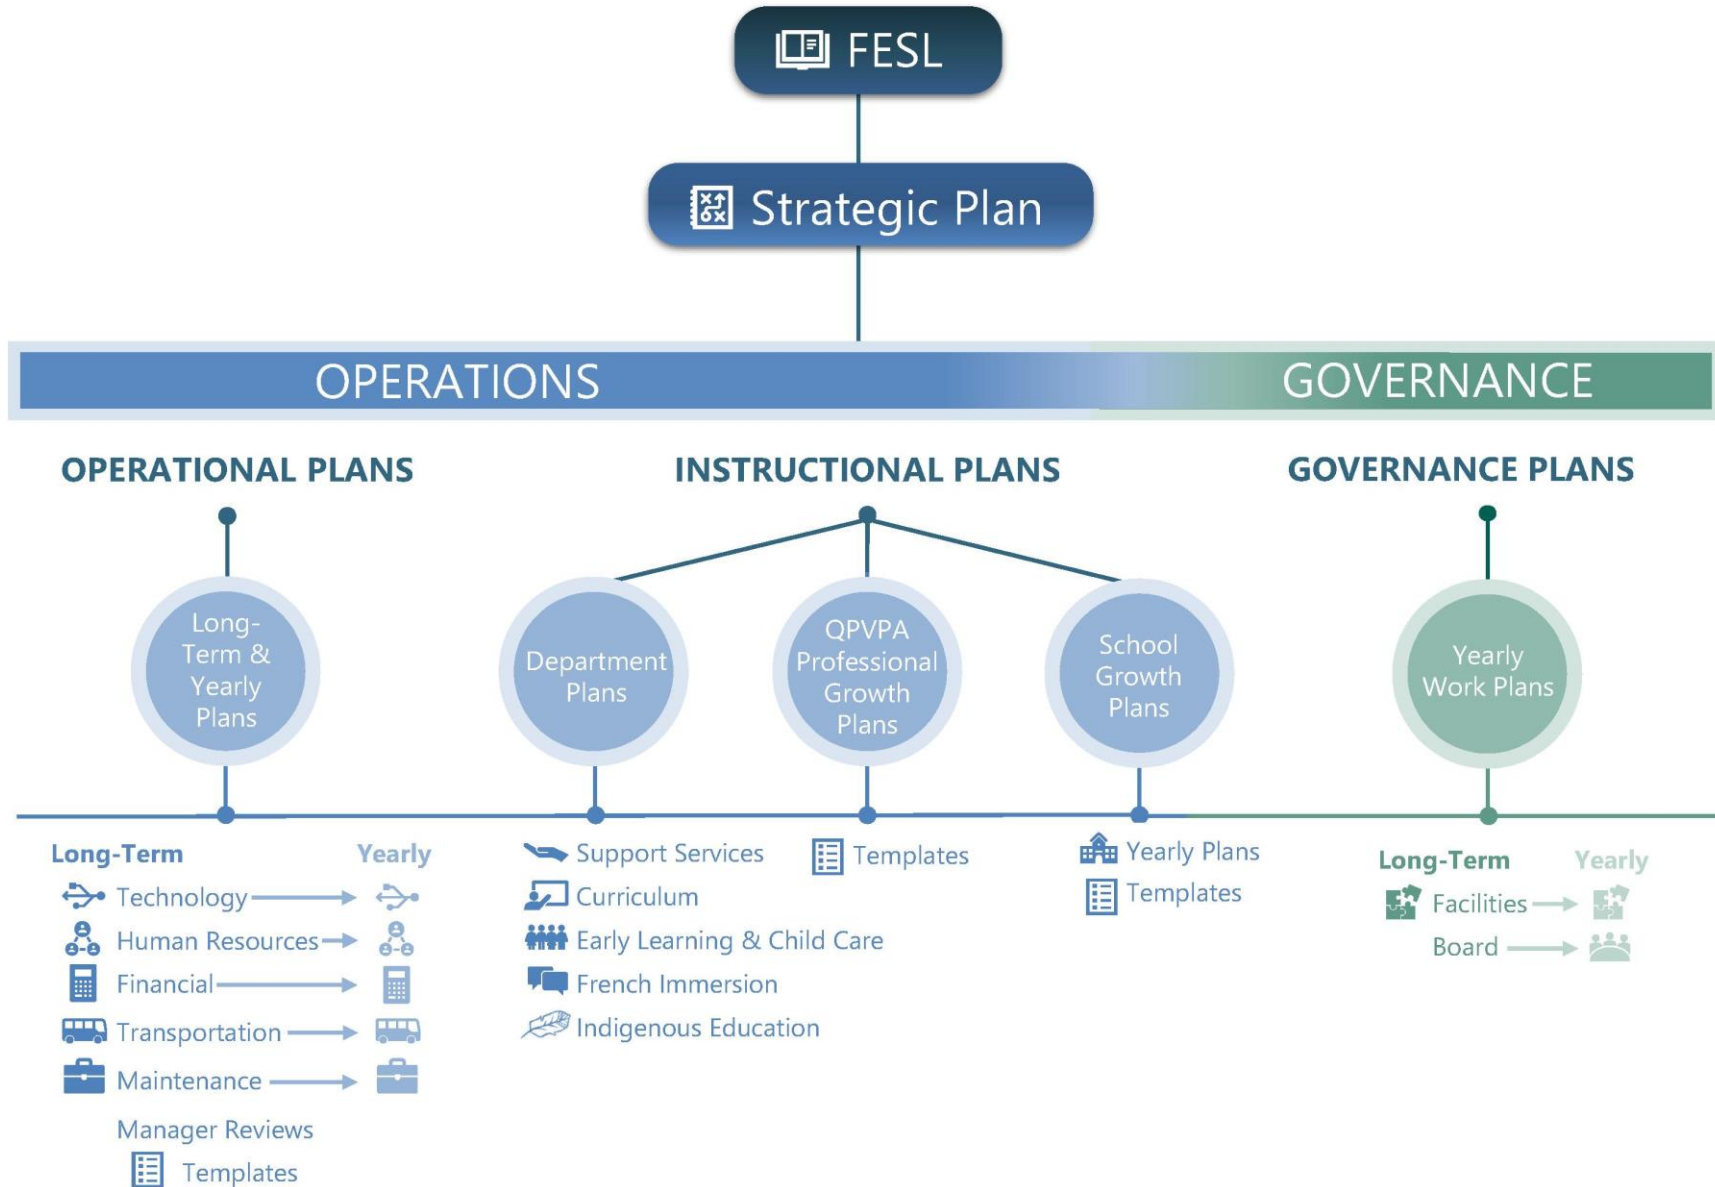 FESL
Strategic Plan
OPERATIONS
GOVERNANCE
OPERATIONAL PLANS
INSTRUCTIONAL PLANS
GOVERNANCE PLANS
Long-
Term &
Yearly
Plans
Department
Plans
QPVPA
Professional
Growth
Plans
School
Growth
Plans
Yearly
Work Plans
Long-Term
Yearly
Technology
Human Resources
Financial
Transportation
Maintenance
Manager Reviews
Templates
Support Services
Curriculum
Early Learning & Child Care
French Immersion
Indigenous Education
Templates
Yearly Plans
Templates
Long-Term
Yearly
Facilities
Board